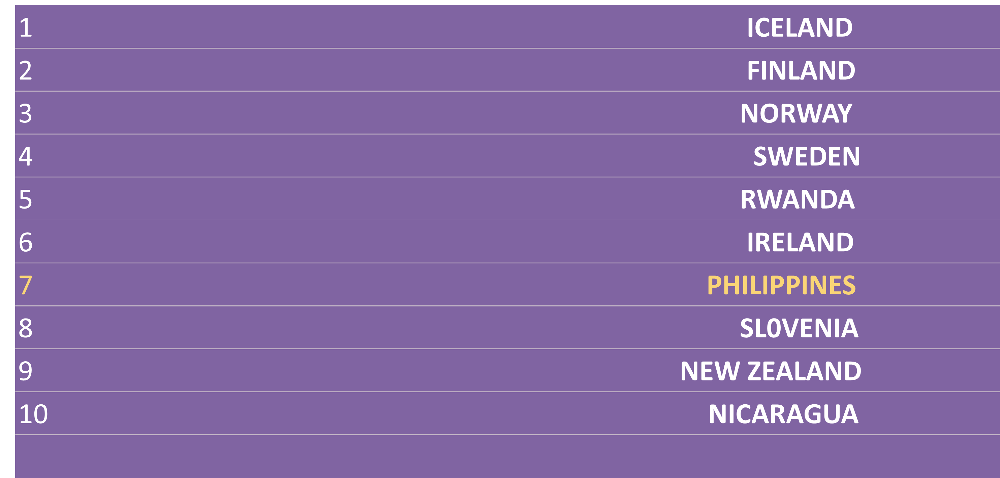 1 ICELAND
2 FINLAND
3 NORWAY
4 SWEDEN
5 RWANDA
6 IRELAND
7 PHILIPPINES
8 SL0VENIA
9 NEW ZEALAND
10 NICARAGUA